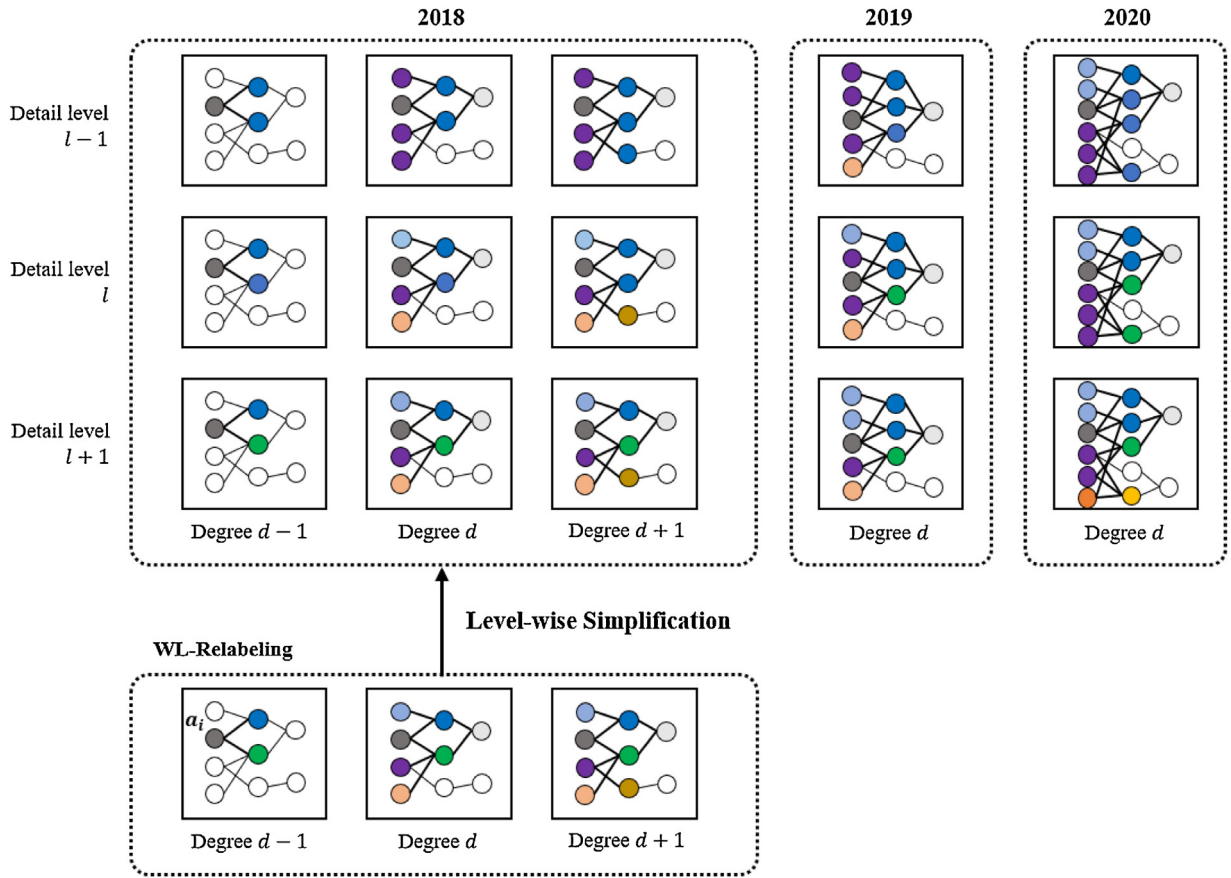 2018
2019
2020
Detail level
l − 1
Detail level
l
Detail level
l + 1
Degree d − 1
Degree d
Degree d + 1
Degree d
Degree d
Level-wise Simplification
WL-Relabeling
a_i
Degree d − 1
Degree d
Degree d + 1